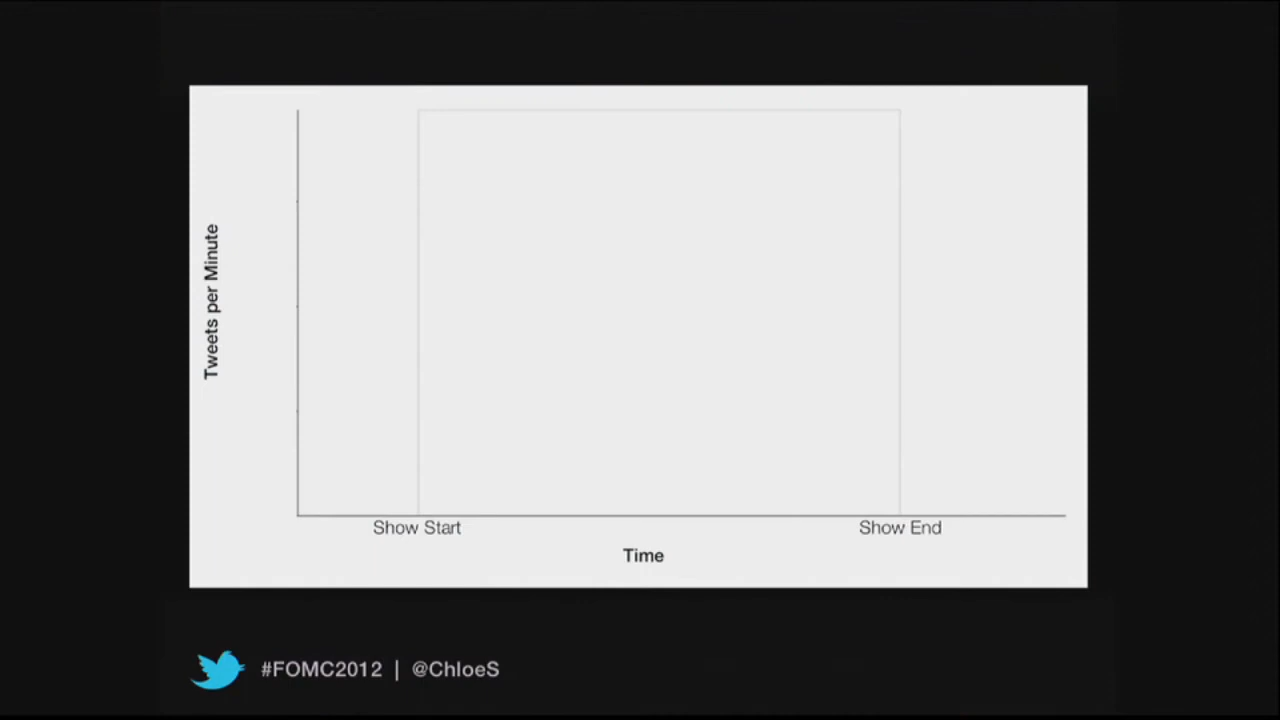 Tweets per Minute
Show Start
Show End
Time
#FOMC2012 | @ChloeS